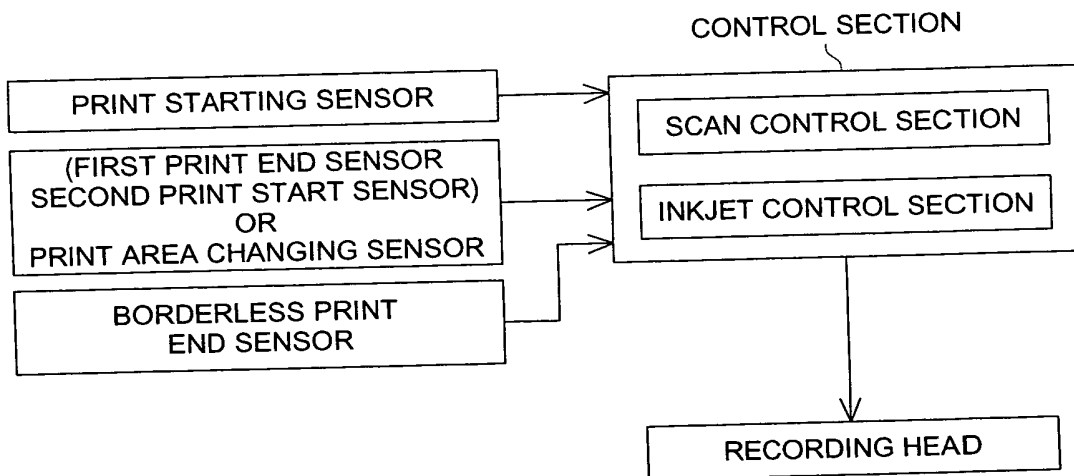 CONTROL SECTION
PRINT STARTING SENSOR
(FIRST PRINT END SENSOR
SECOND PRINT START SENSOR)
OR
PRINT AREA CHANGING SENSOR
BORDERLESS PRINT
END SENSOR
SCAN CONTROL SECTION
INKJET CONTROL SECTION
RECORDING HEAD